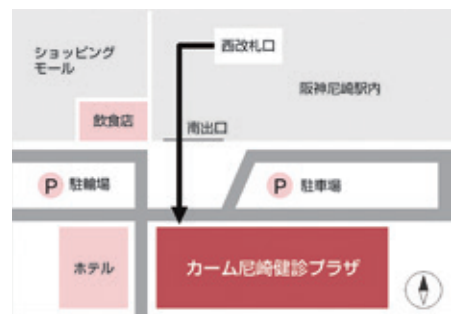 ショッピング
モール
西改札口
阪神尼崎駅内
飲食店
南出口
P 駐輪場
P 駐車場
ホテル
カーム尼崎健診プラザ